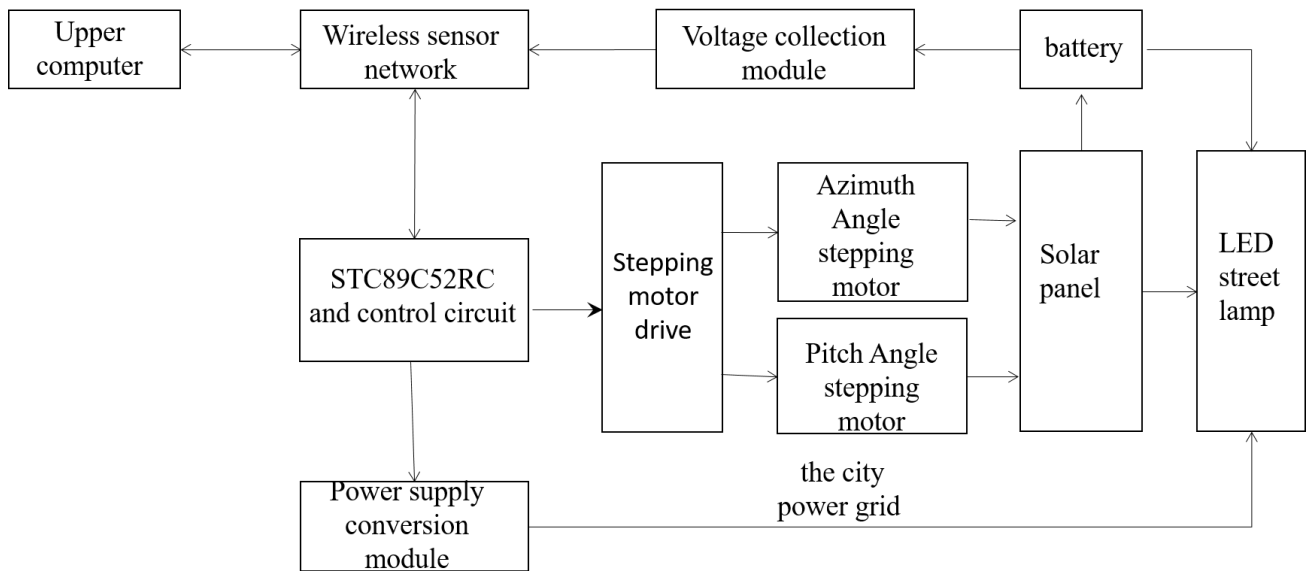 Upper
computer
Wireless sensor
network
Voltage collection
module
battery
STC89C52RC
and control circuit
Stepping
motor
drive
Azimuth
Angle
stepping
motor
Pitch Angle
stepping
motor
Solar
panel
LED
street
lamp
the city
power grid
Power supply
conversion
module